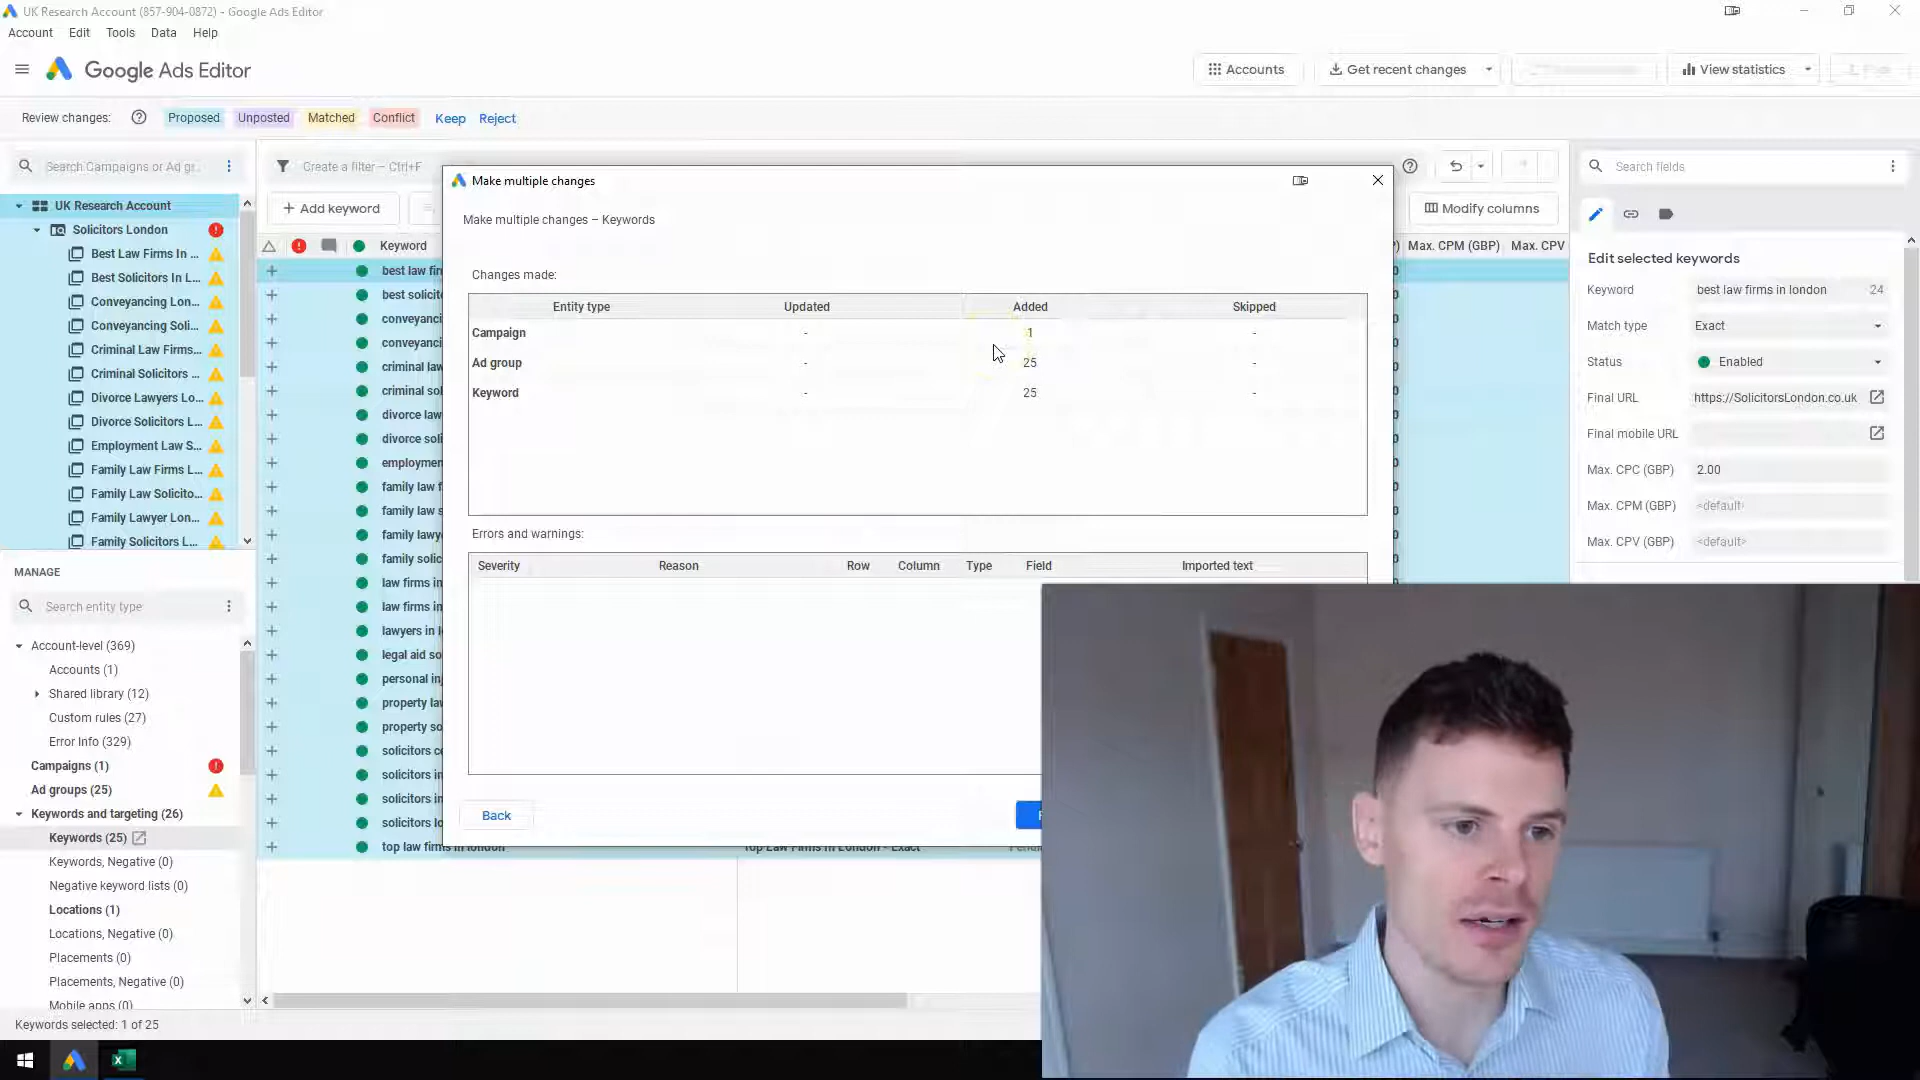 UK Research Account (857-904-0872) - Google Ads Editor
Account Edit Tools Data Help
Google Ads Editor
Accounts
Get recent changes
View statistics
Review changes:
Proposed
Unposted
Matched
Conflict
Keep
Reject
Search Campaigns or Ad gr...
Create a filter – Ctrl+F
UK Research Account
Solicitors London
Best Law Firms In ...
Best Solicitors In L...
Conveyancing Lon...
Conveyancing Soli...
Criminal Law Firms...
Criminal Solicitors ...
Divorce Lawyers Lo...
Divorce Solicitors L...
Employment Law S...
Family Law Firms L...
Family Law Solicito...
Family Lawyer Lon...
Family Solicitors L...
MANAGE
Search entity type
Account-level (369)
Accounts (1)
Shared library (12)
Custom rules (27)
Error Info (329)
Campaigns (1)
Ad groups (25)
Keywords and targeting (26)
Keywords (25)
Keywords, Negative (0)
Negative keyword lists (0)
Locations (1)
Locations, Negative (0)
Placements (0)
Placements, Negative (0)
Mobile apps (0)
Keywords selected: 1 of 25
Add keyword
Keyword
best law fir
best solicit
conveyanci
conveyanci
criminal law
criminal sol
divorce law
divorce soli
employmen
family law f
family law s
family lawy
family solic
law firms in
law firms in
lawyers in l
legal aid so
personal inj
property la
property so
solicitors c
solicitors in
solicitors in
solicitors lo
top law firms in london
Top Law Firms In London - Exact
Make multiple changes
Make multiple changes – Keywords
Changes made:
Entity type Updated Added Skipped
Campaign - 1 -
Ad group - 25 -
Keyword - 25 -
Errors and warnings:
Severity Reason Row Column Type Field Imported text
Back
Modify columns
Max. CPM (GBP) Max. CPV
Search fields
Edit selected keywords
Keyword best law firms in london 24
Match type Exact
Status Enabled
Final URL https://SolicitorsLondon.co.uk
Final mobile URL
Max. CPC (GBP) 2.00
Max. CPM (GBP) <default>
Max. CPV (GBP) <default>